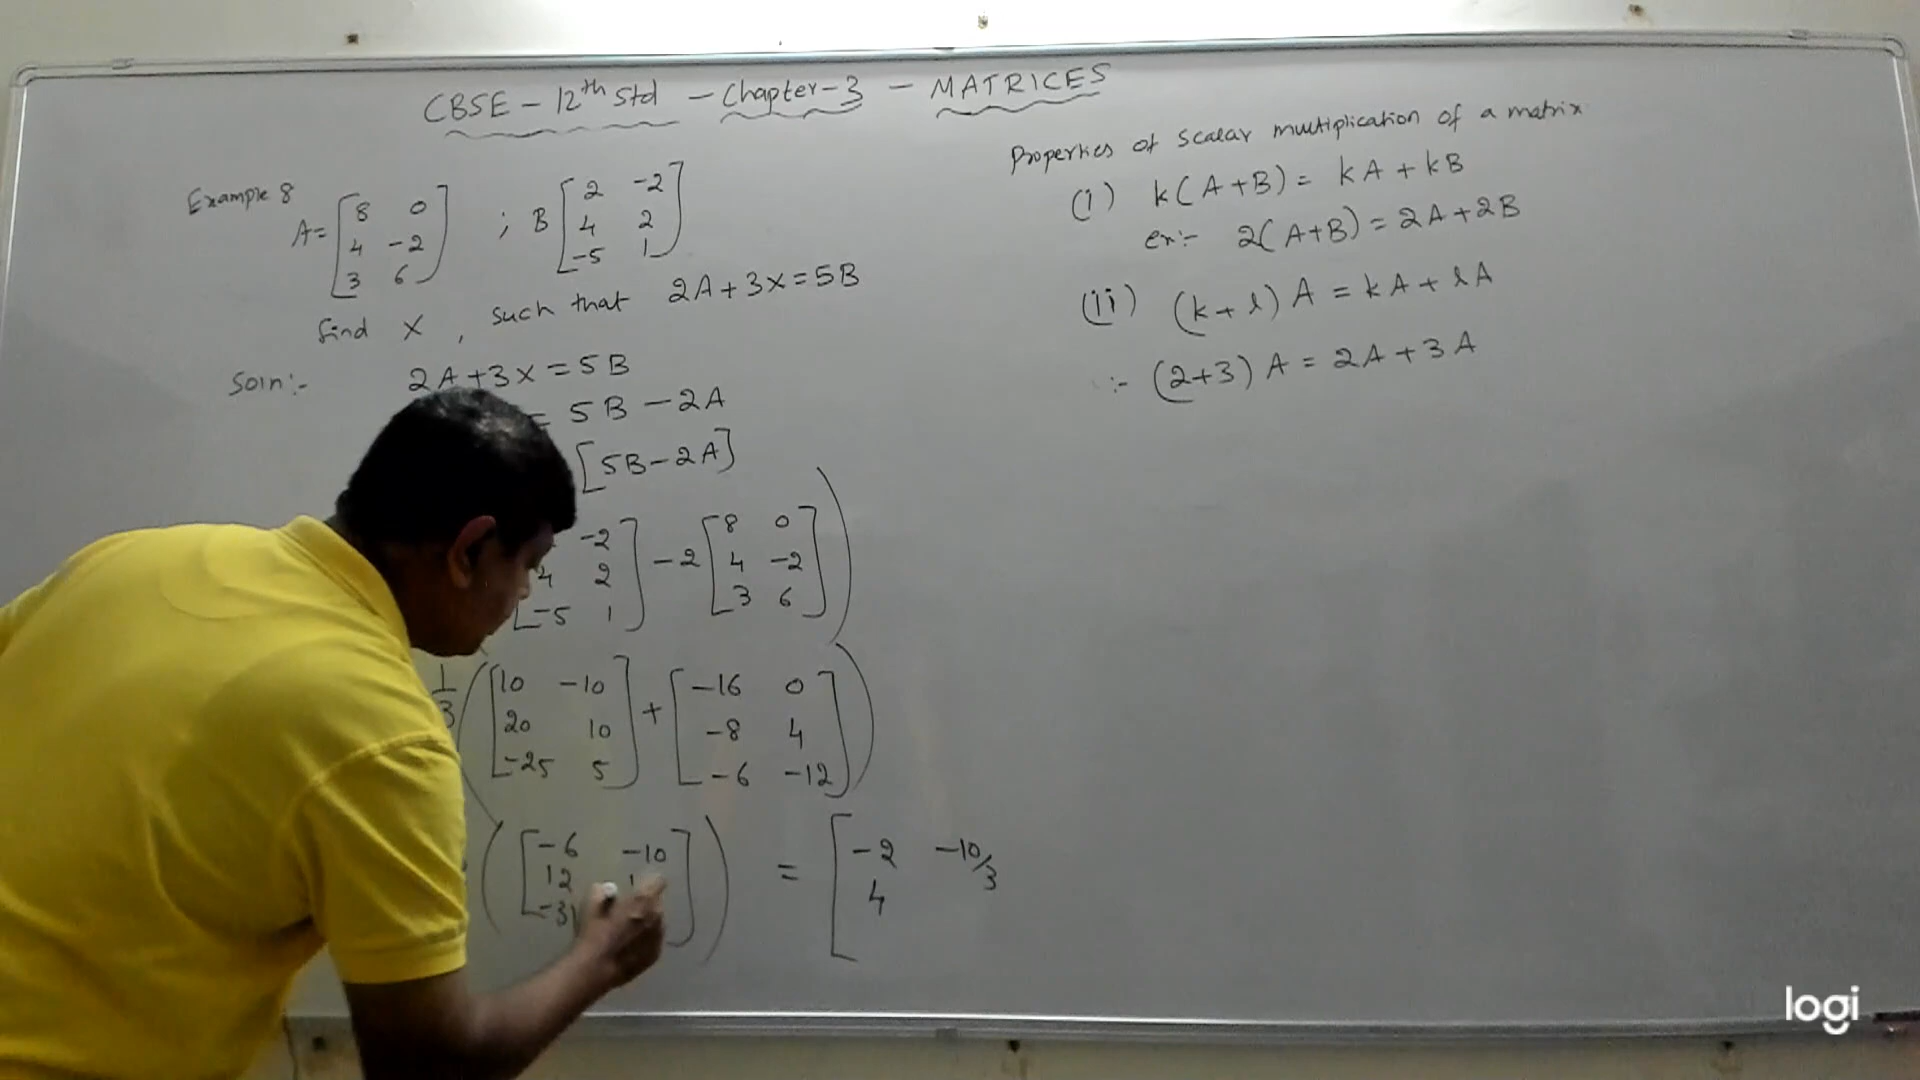 CBSE - 12th Std - Chapter-3 - MATRICES
Example 8
A= [8 0
4 -2
3 6] ; B [2 -2
4 2
-5 1]
find X, such that 2A+3X=5B
Soln:- 2A+3X=5B
= 5B-2A
[5B-2A]
-2
4 2
-5 1] -2 [8 0
4 -2
3 6])
1/3 ([10 -10
20 10
-25 5] + [-16 0
-8 4
-6 -12])
([-6 -10
12
-31 ]) = [-2 -10/3
4
Properties of scalar multiplication of a matrix
(i) k(A+B) = kA+kB
ex:- 2(A+B) = 2A+2B
(ii) (k+l)A = kA+lA
:- (2+3)A = 2A+3A
logi